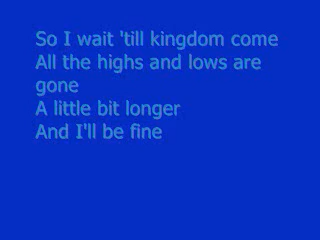 So I wait 'till kingdom come
All the highs and lows are
gone
A little bit longer
And I'll be fine